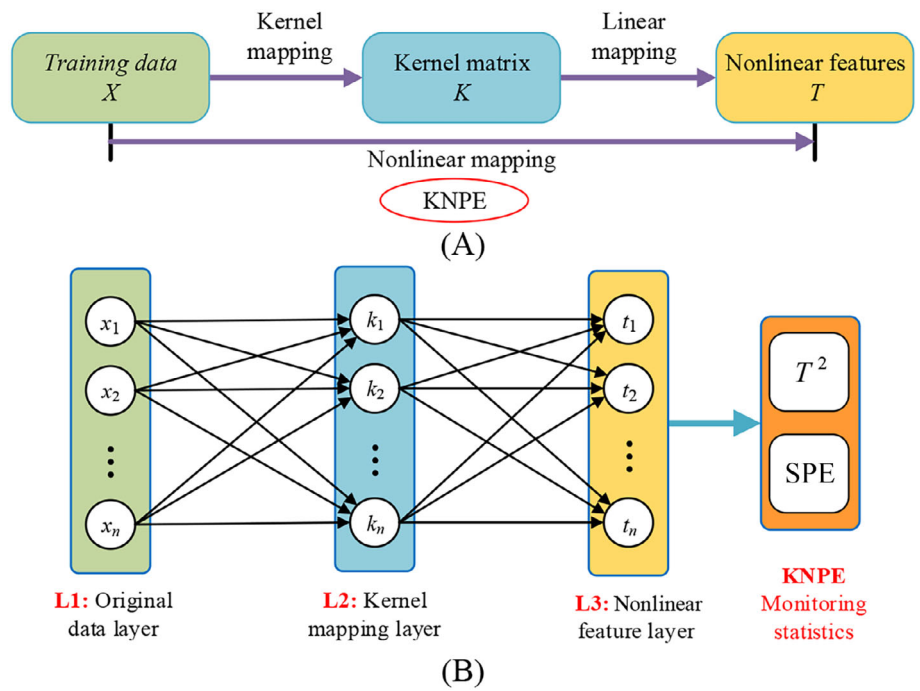 Kernel
mapping
Linear
mapping
Training data
X
Kernel matrix
K
Nonlinear features
T
Nonlinear mapping
KNPE
(A)
x1
x2
⋮
xn
k1
k2
⋮
kn
t1
t2
⋮
tn
T 2
SPE
L1: Original
data layer
L2: Kernel
mapping layer
L3: Nonlinear
feature layer
KNPE
Monitoring
statistics
(B)